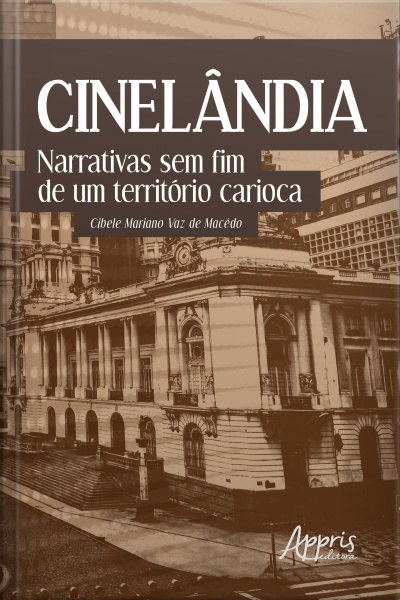 CINELÂNDIA
Narrativas sem fim
de um território carioca
Cibele Mariano Vaz de Macêdo
Appris
editora